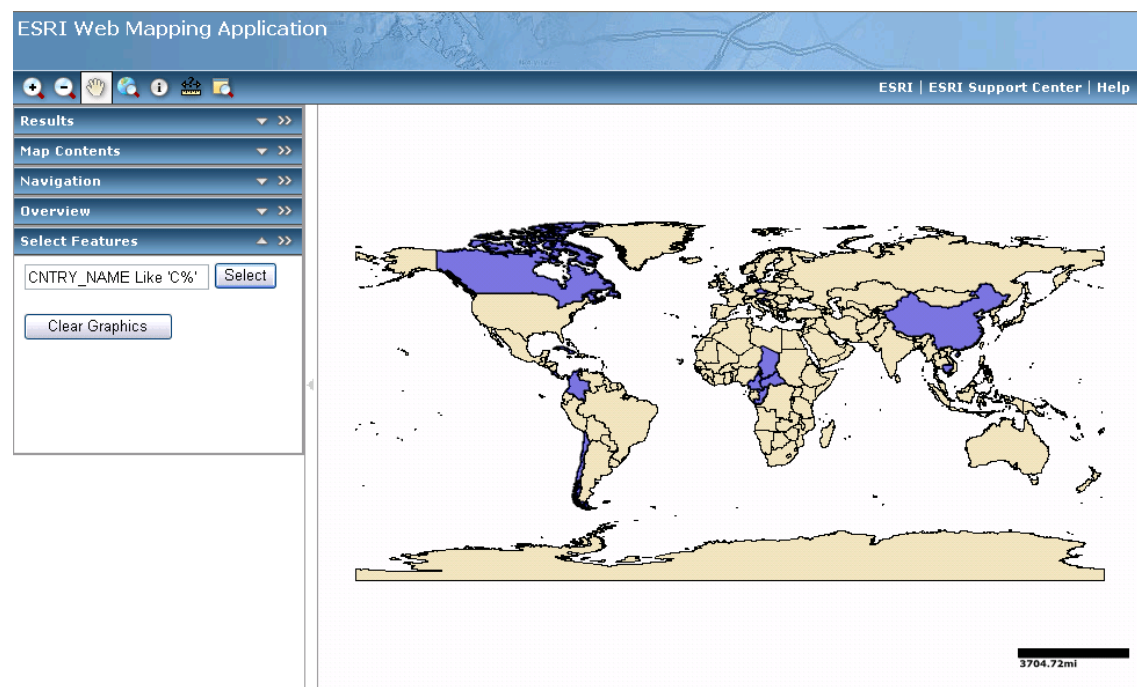 ESRI Web Mapping Application
ESRI | ESRI Support Center | Help
Results
Map Contents
Navigation
Overview
Select Features
CNTRY_NAME Like 'C%' Select
Clear Graphics
3704.72mi